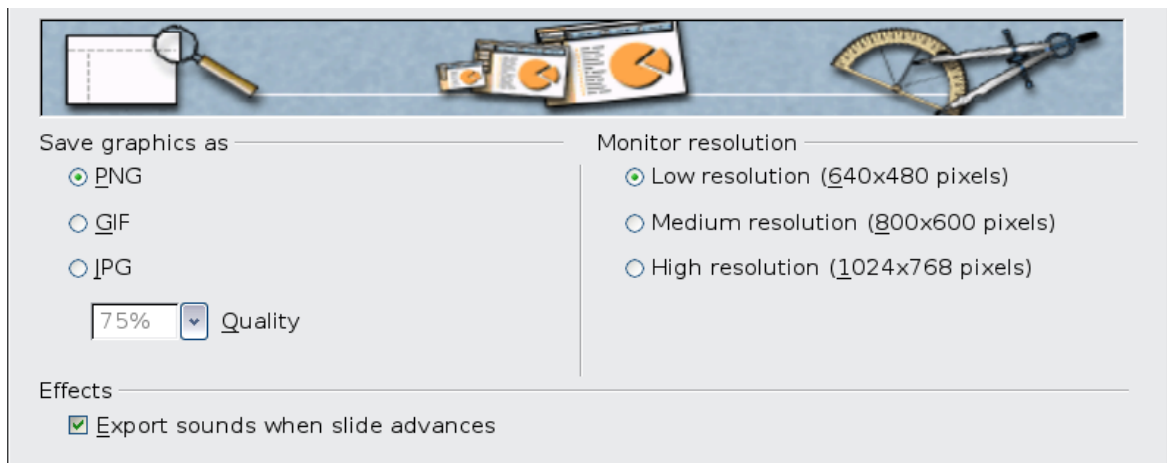 Save graphics as
PNG
GIF
JPG
75% Quality
Monitor resolution
Low resolution (640x480 pixels)
Medium resolution (800x600 pixels)
High resolution (1024x768 pixels)
Effects
Export sounds when slide advances